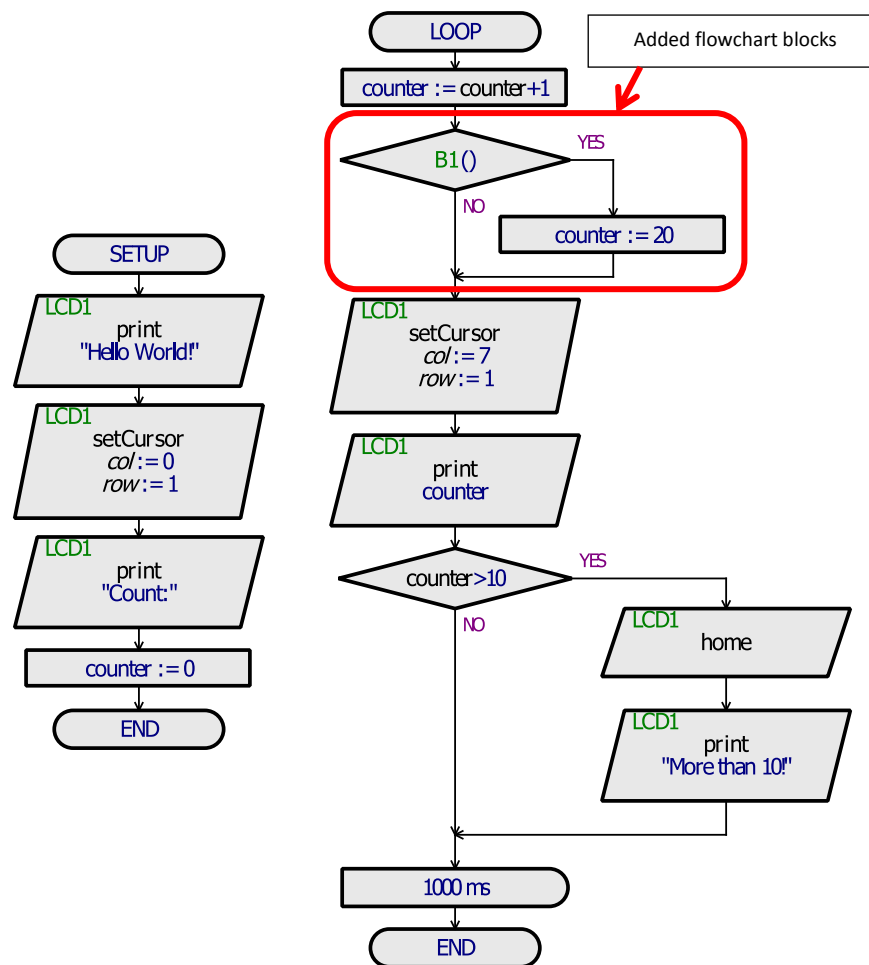 LOOP
Added flowchart blocks
counter := counter+1
B1()
YES
NO
counter := 20
SETUP
LCD1
print
"Hello World!"
LCD1
setCursor
col := 0
row := 1
LCD1
print
"Count:"
counter := 0
END
LCD1
setCursor
col := 7
row := 1
LCD1
print
counter
counter>10
YES
NO
LCD1
home
LCD1
print
"More than 10!"
1000 ms
END